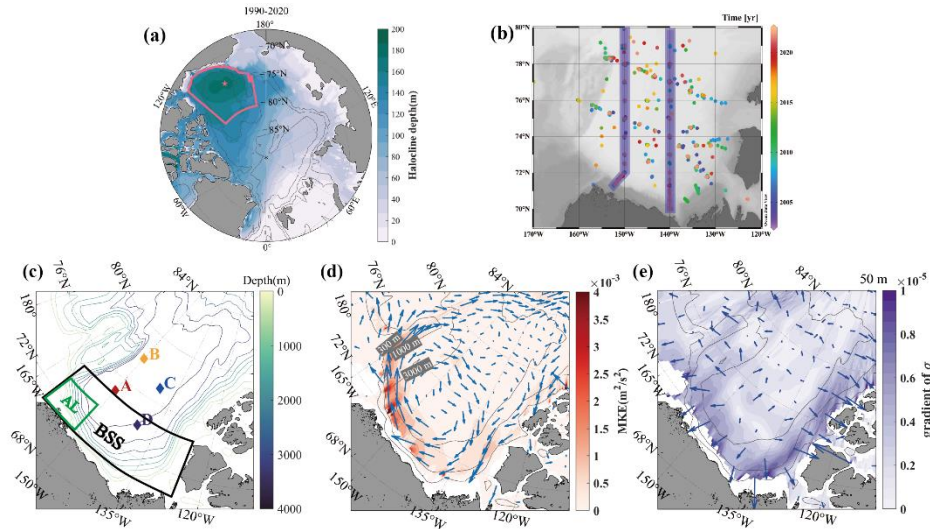 (a)
1990-2020
180°
70°N
75°N
80°N
85°N
120°W
120°E
60°W
60°E
0°
200
180
160
140
120
100
80
60
40
20
0
Halocline depth(m)
(b)
Time [yr]
80°N
78°N
76°N
74°N
72°N
70°N
170°W
160°W
150°W
140°W
130°W
120°W
2020
2015
2010
2005
(c)
76°N
80°N
84°N
180°
72°N
165°W
68°N
150°W
135°W
120°W
A
B
C
D
AL
BSS
Depth(m)
0
1000
2000
3000
4000
(d)
76°N
80°N
84°N
180°
72°N
165°W
68°N
150°W
135°W
120°W
1000 m
3000 m
×10⁻³
4
3.5
3
2.5
2
1.5
1
0.5
0
MKE(m²/s²)
(e)
76°N
80°N
84°N
180°
72°N
165°W
68°N
150°W
135°W
120°W
50 m
×10⁻⁵
1
0.8
0.6
0.4
0.2
0
gradient of σ